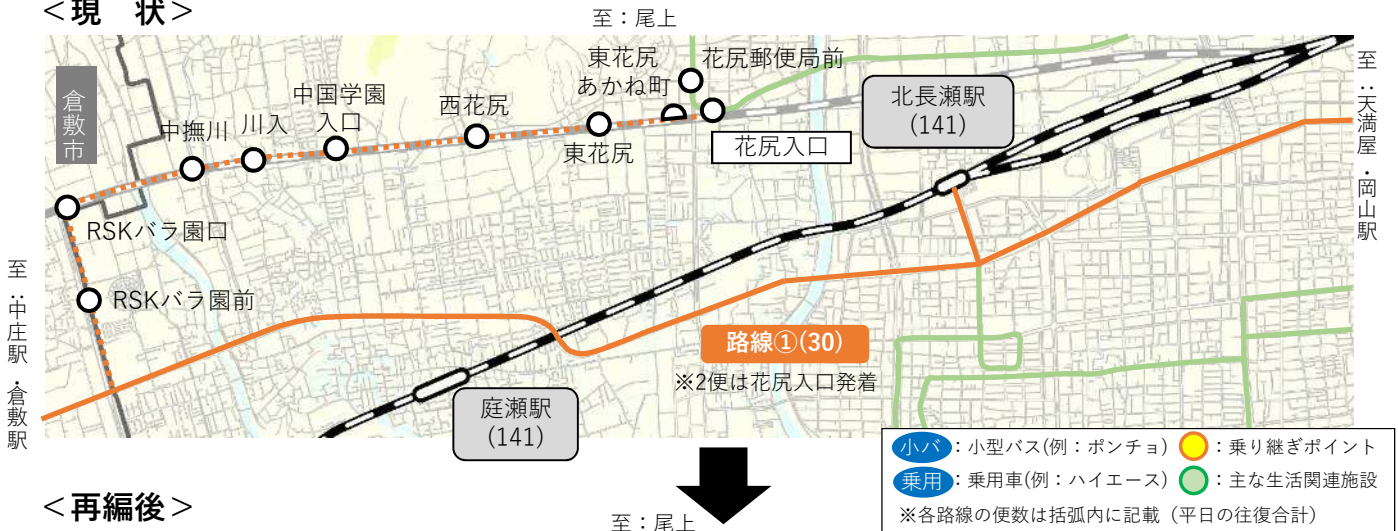 <現 状>
至：尾上
倉敷市
中撫川
川入
中国学園
入口
西花尻
東花尻
あかね町
東花尻
花尻郵便局前
花尻入口
北長瀬駅
(141)
至：天満屋・岡山駅
RSKバラ園口
RSKバラ園前
至：中庄駅・倉敷駅
路線①(30)
※2便は花尻入口発着
庭瀬駅
(141)
小バ：小型バス(例：ポンチョ)
：乗り継ぎポイント
乗用：乗用車(例：ハイエース)
：主な生活関連施設
※各路線の便数は括弧内に記載（平日の往復合計）
<再編後>
至：尾上